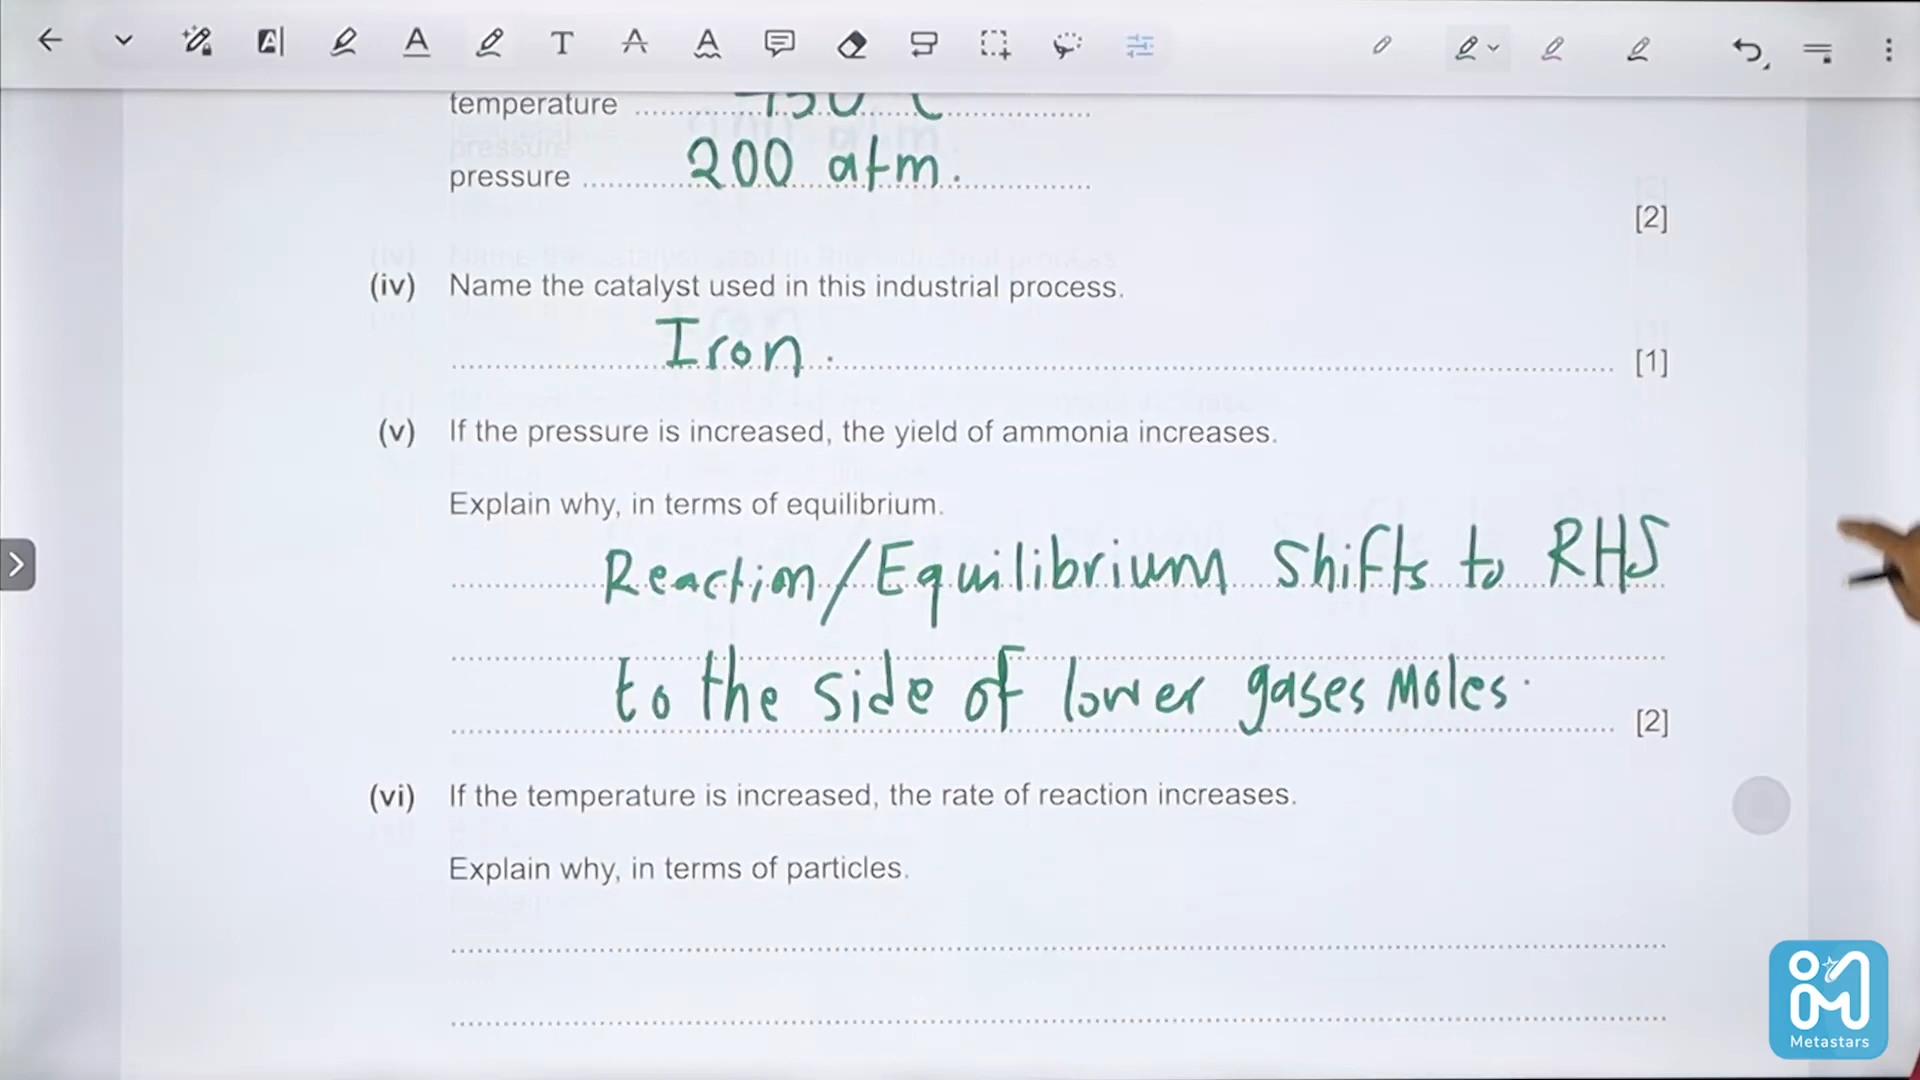 temperature
pressure 200 atm.
[2]
(iv) Name the catalyst used in this industrial process.
Iron. [1]
(v) If the pressure is increased, the yield of ammonia increases.
Explain why, in terms of equilibrium.
Reaction/Equilibrium shifts to RHS
to the side of lower gases moles. [2]
(vi) If the temperature is increased, the rate of reaction increases.
Explain why, in terms of particles.
Metastars